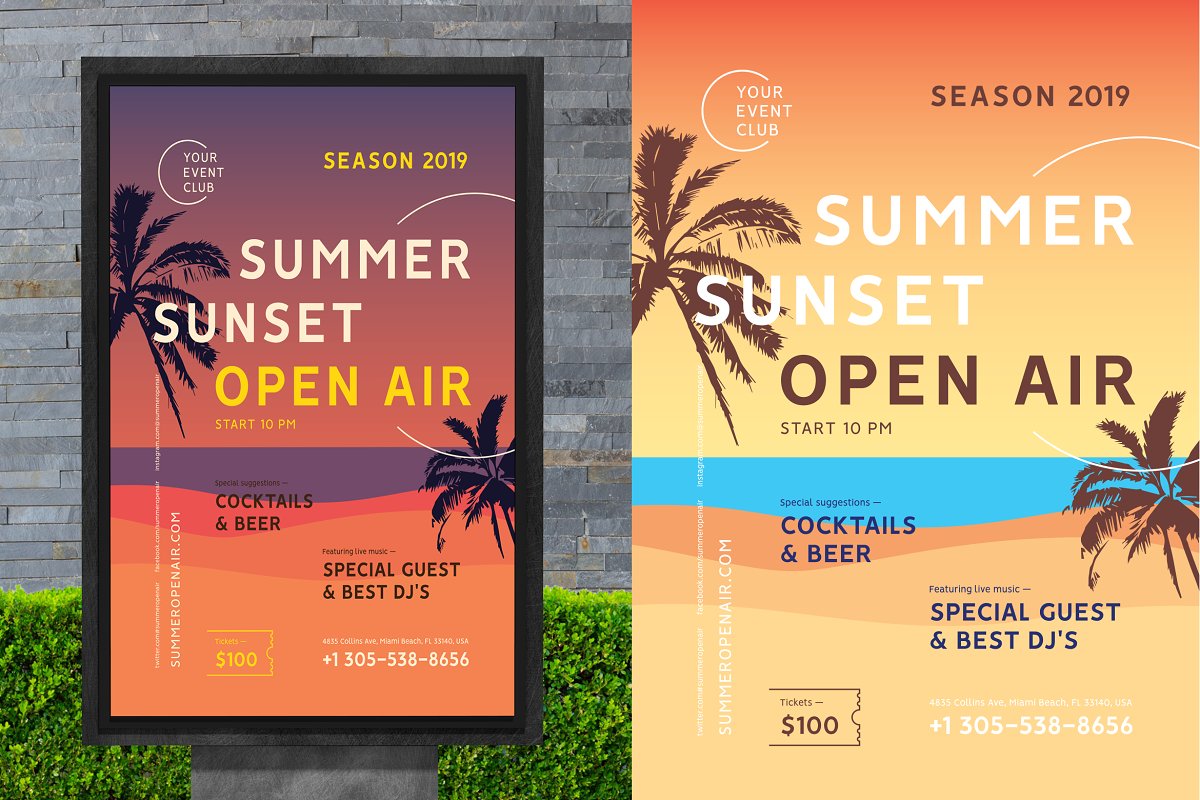 YOUR
EVENT
CLUB
SEASON 2019
SUMMER
SUNSET
OPEN AIR
START 10 PM
Special suggestions —
COCKTAILS
& BEER
Featuring live music —
SPECIAL GUEST
& BEST DJ'S
twitter.com@summeropenair facebook.com/summeropenair instagram.com@summeropenair
SUMMEROPENAIR.COM
Tickets —
$100
4835 Collins Ave, Miami Beach, FL 33140, USA
+1 305-538-8656
YOUR
EVENT
CLUB
SEASON 2019
SUMMER
SUNSET
OPEN AIR
START 10 PM
Special suggestions —
COCKTAILS
& BEER
Featuring live music —
SPECIAL GUEST
& BEST DJ'S
twitter.com@summeropenair facebook.com/summeropenair instagram.com@summeropenair
SUMMEROPENAIR.COM
Tickets —
$100
4835 Collins Ave, Miami Beach, FL 33140, USA
+1 305-538-8656